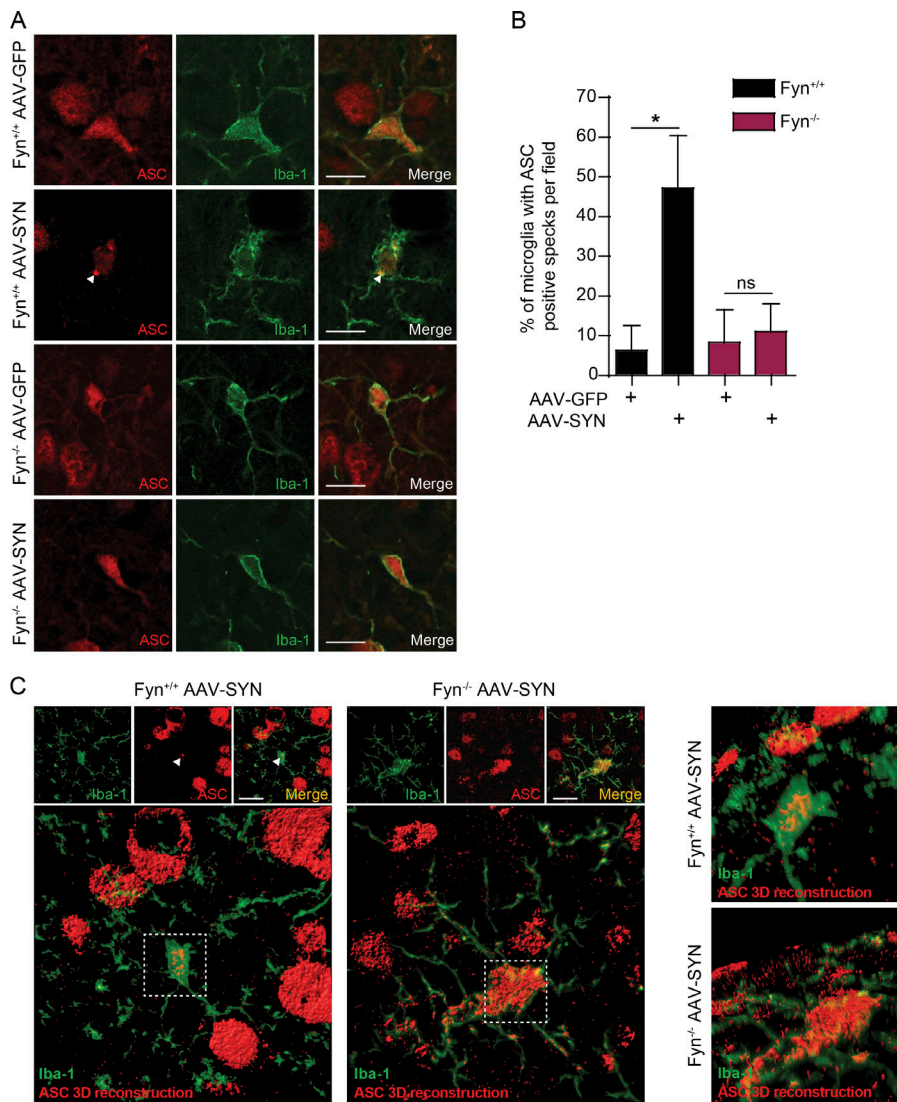 A
Fyn+/+ AAV-GFP
ASC
Iba-1
Merge
Fyn+/+ AAV-SYN
ASC
Iba-1
Merge
Fyn-/- AAV-GFP
ASC
Iba-1
Merge
Fyn-/- AAV-SYN
ASC
Iba-1
Merge
B
Fyn+/+
Fyn-/-
% of microglia with ASC
positive specks per field
70
60
50
40
30
20
10
0
*
ns
AAV-GFP + +
AAV-SYN + +
C
Fyn+/+ AAV-SYN
Iba-1
ASC
Merge
Iba-1
ASC 3D reconstruction
Fyn-/- AAV-SYN
Iba-1
ASC
Merge
Iba-1
ASC 3D reconstruction
Fyn+/+ AAV-SYN
Iba-1
ASC 3D reconstruction
Fyn-/- AAV-SYN
Iba-1
ASC 3D reconstruction